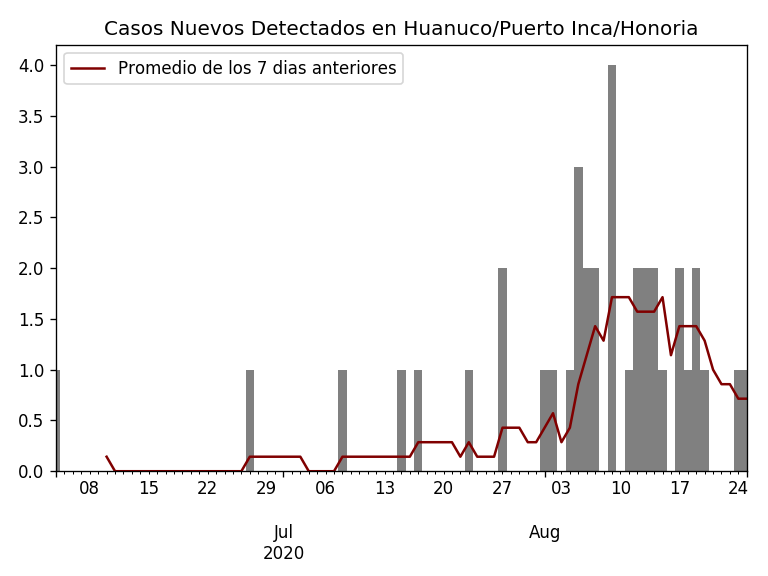 Casos Nuevos Detectados en Huanuco/Puerto Inca/Honoria
Promedio de los 7 dias anteriores
4.0
3.5
3.0
2.5
2.0
1.5
1.0
0.5
0.0
08 15 22 29 06 13 20 27 03 10 17 24
Jul Aug
2020